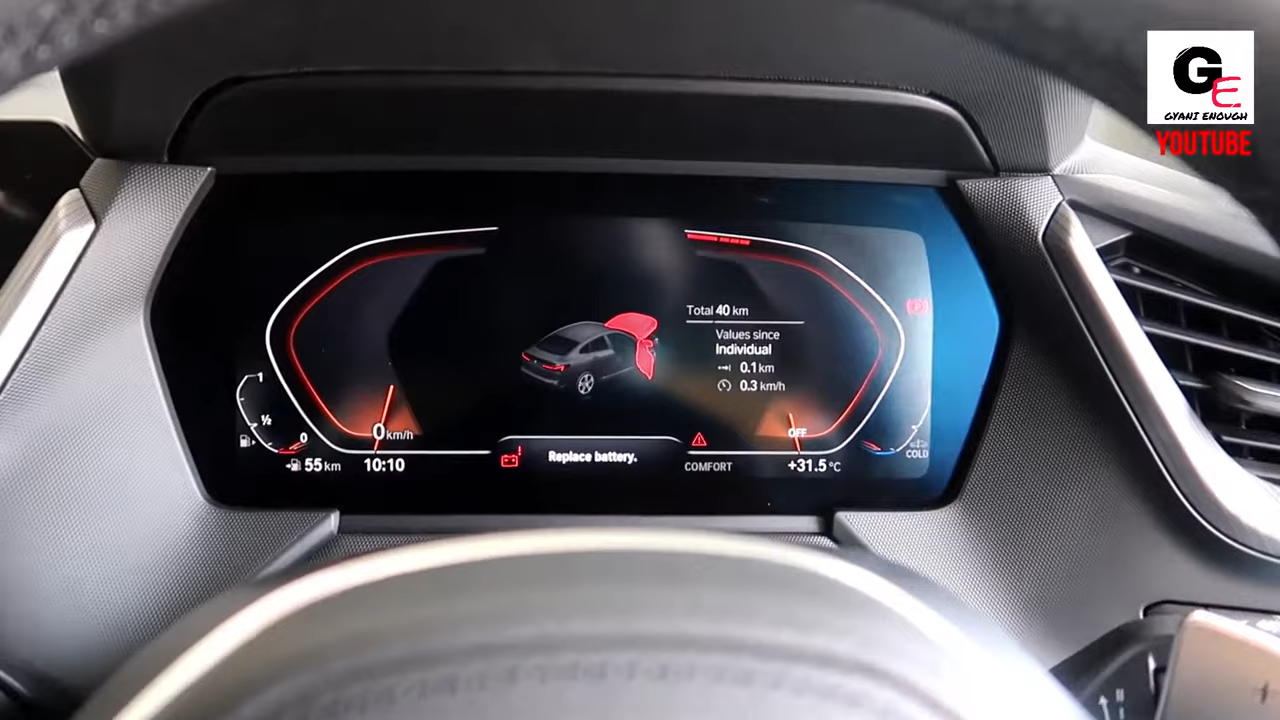 GE
GYANI ENOUGH
YOUTUBE
Total 40 km
Values since
Individual
0.1 km
0.3 km/h
1
1/2
0
0 km/h
OFF
COLD
55 km
10:10
Replace battery.
COMFORT
+31.5 °C